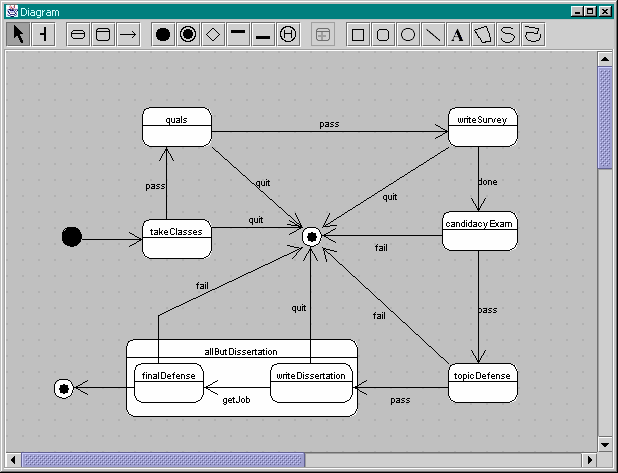 Diagram
A
H
quals
pass
writeSurvey
pass
quit
quit
done
takeClasses
quit
candidacyExam
fail
fail
quit
fail
pass
allButDissertation
finalDefense
writeDissertation
topicDefense
getJob
pass